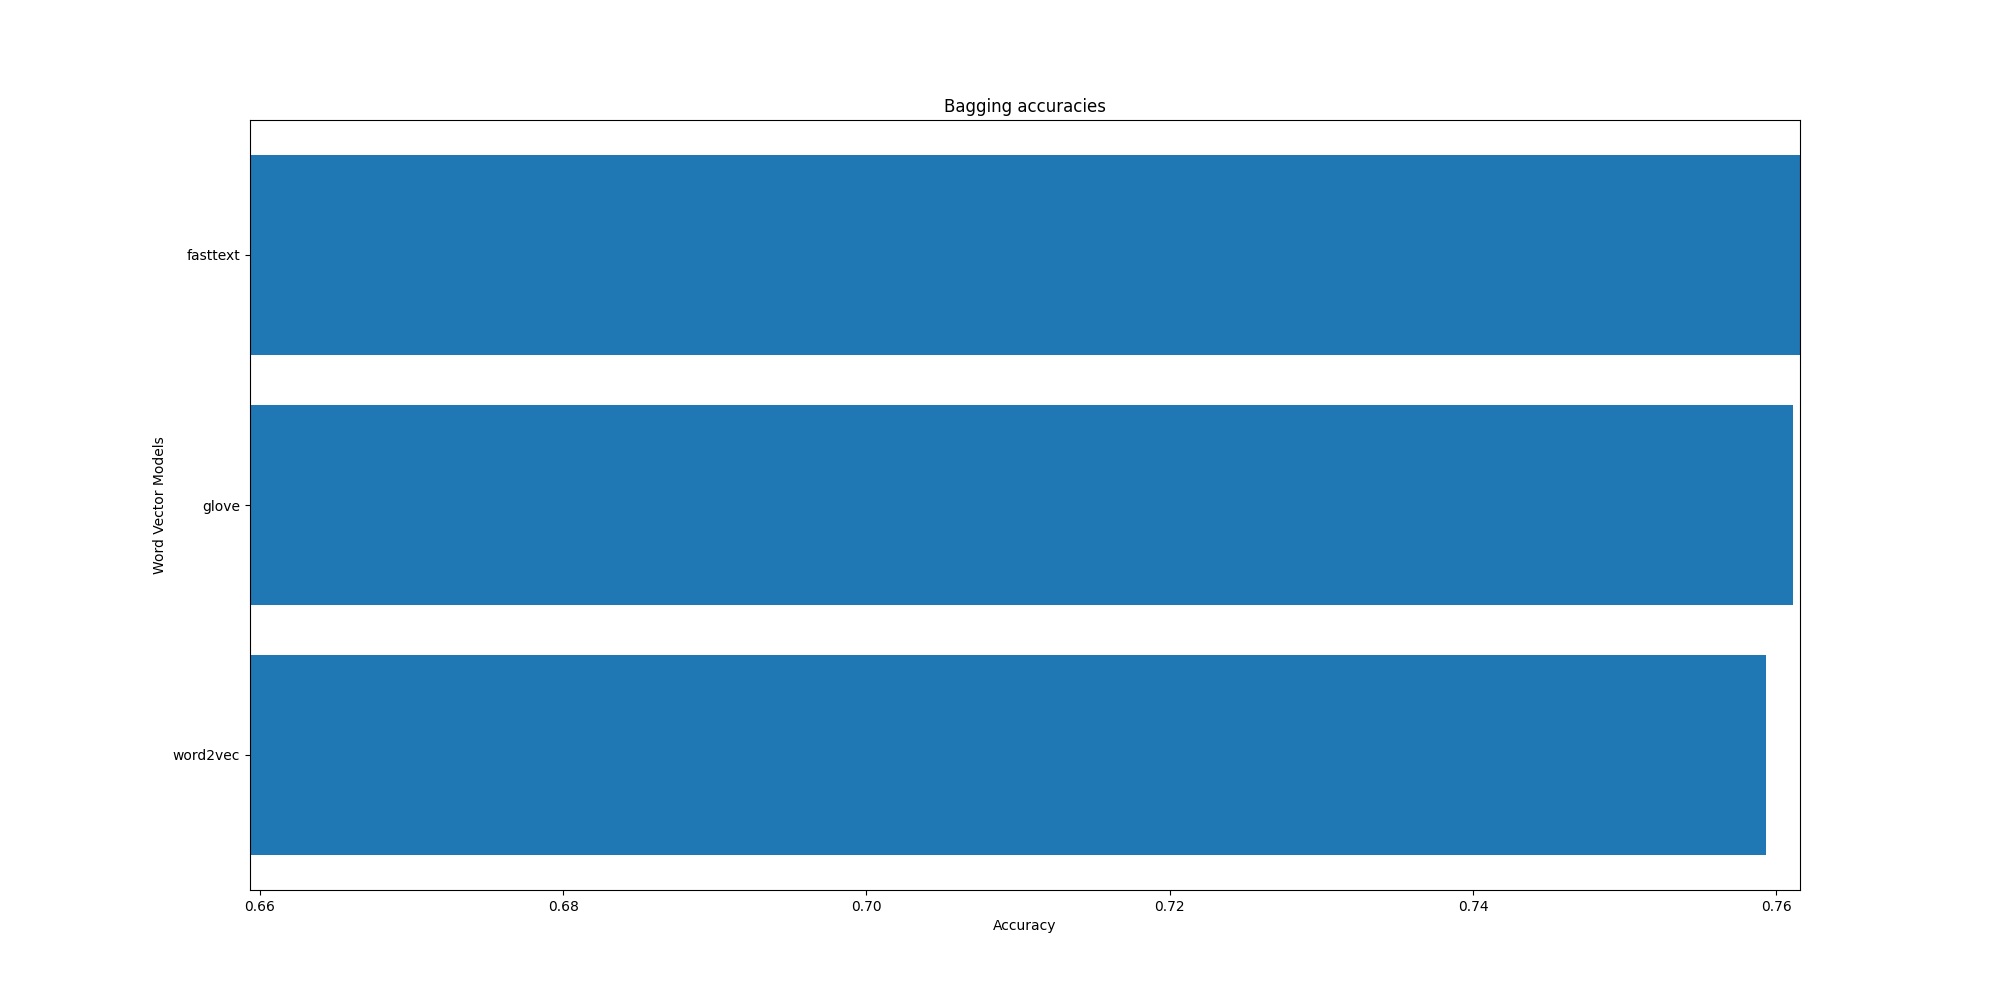 Bagging accuracies
Word Vector Models
fasttext
glove
word2vec
0.66 0.68 0.70 0.72 0.74 0.76
Accuracy